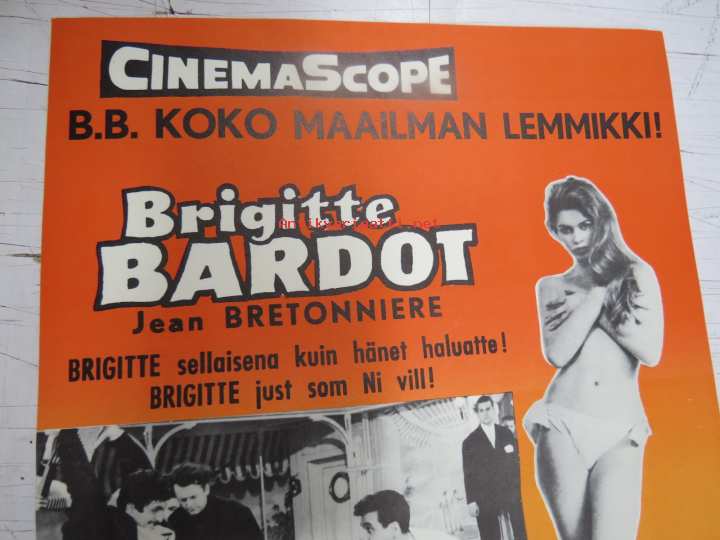 CINEMASCOPE
B.B. KOKO MAAILMAN LEMMIKKI!
Brigitte
BARDOT
Jean BRETONNIERE
BRIGITTE sellaisena kuin hänet haluatte!
BRIGITTE just som Ni vill!